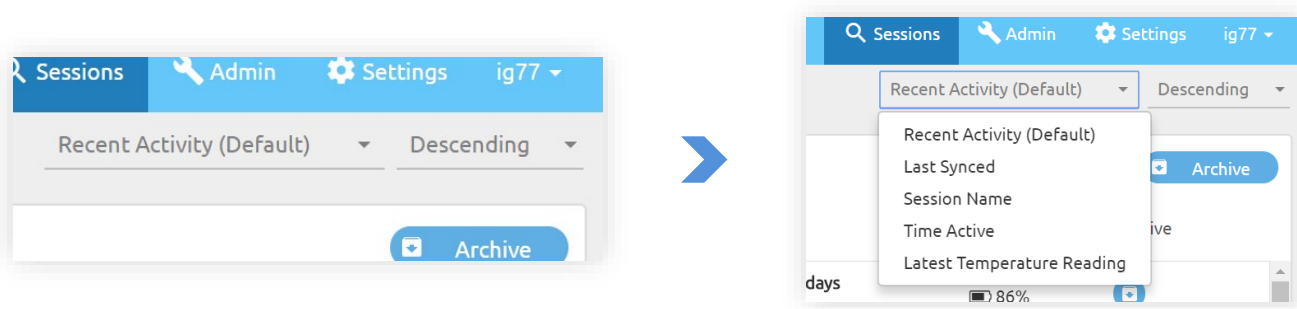 Sessions Admin Settings ig77
Recent Activity (Default) Descending
Archive
Sessions Admin Settings ig77
Recent Activity (Default) Descending
Recent Activity (Default)
Last Synced
Session Name
Time Active
Latest Temperature Reading
Archive
ive
days
86%